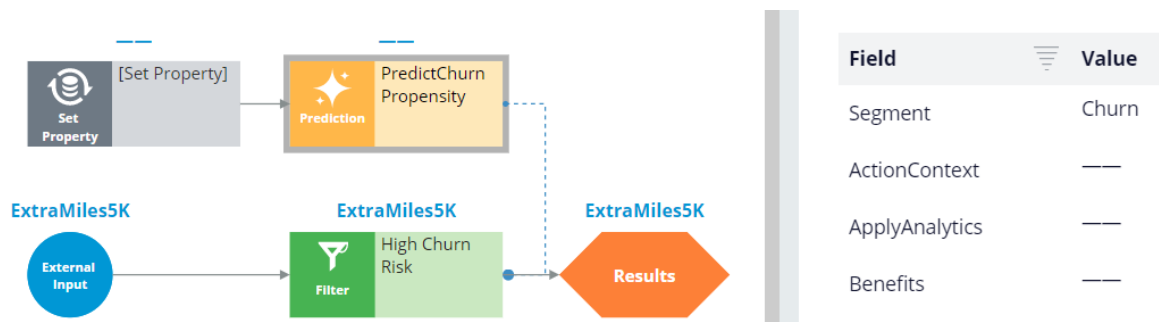 —— ——
[Set Property]
Set
Property
PredictChurn
Propensity
Prediction
ExtraMiles5K ExtraMiles5K ExtraMiles5K
External
Input
High Churn
Risk
Filter
Results
Field Value
Segment Churn
ActionContext ——
ApplyAnalytics ——
Benefits ——